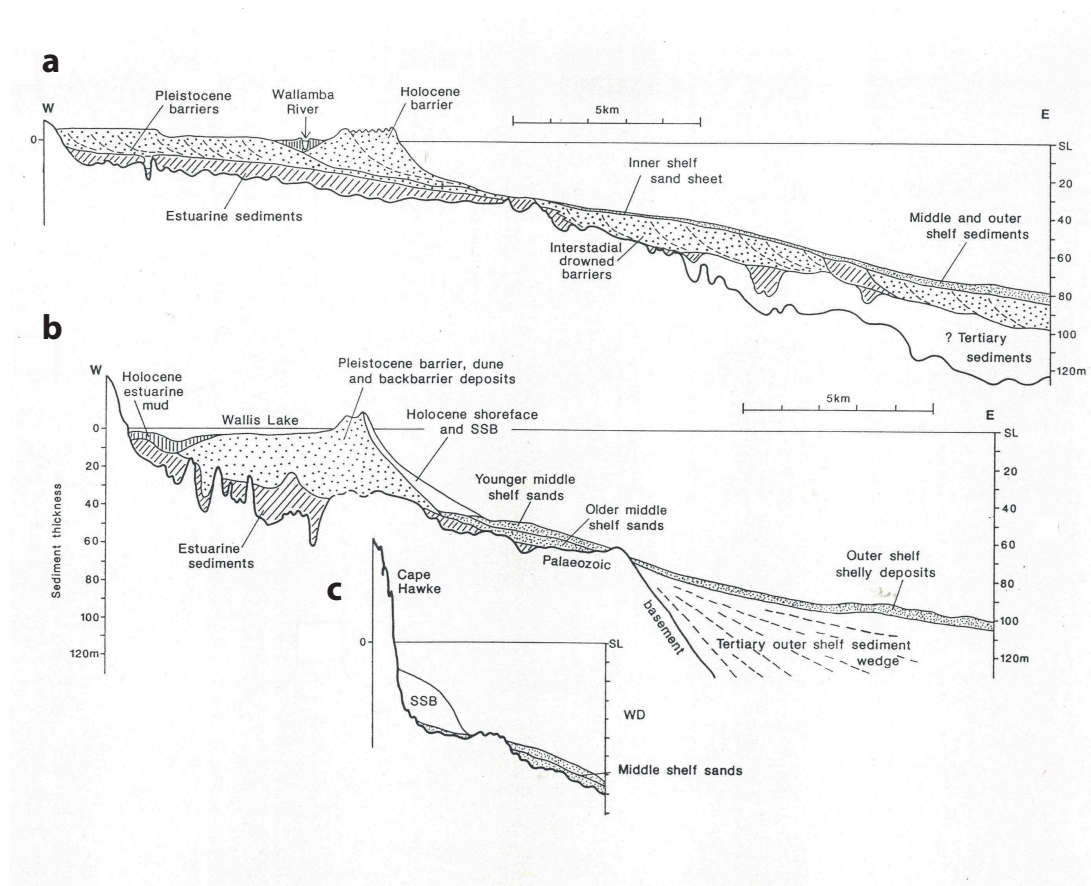 a
W
Pleistocene
barriers
Wallamba
River
Holocene
barrier
5km
E
0
SL
20
40
60
80
100
120m
Inner shelf
sand sheet
Middle and outer
shelf sediments
Estuarine sediments
Interstadial
drowned
barriers
? Tertiary
sediments
b
W
Holocene
estuarine
mud
Wallis Lake
Pleistocene barrier, dune
and backbarrier deposits
Holocene shoreface
and SSB
5km
E
0
20
40
60
80
100
120m
Sediment thickness
SL
20
40
60
80
100
120m
Younger middle
shelf sands
Older middle
shelf sands
Estuarine
sediments
Palaeozoic
basement
Outer shelf
shelly deposits
Tertiary outer shelf sediment
wedge
c
Cape
Hawke
0
SL
SSB
WD
Middle shelf sands